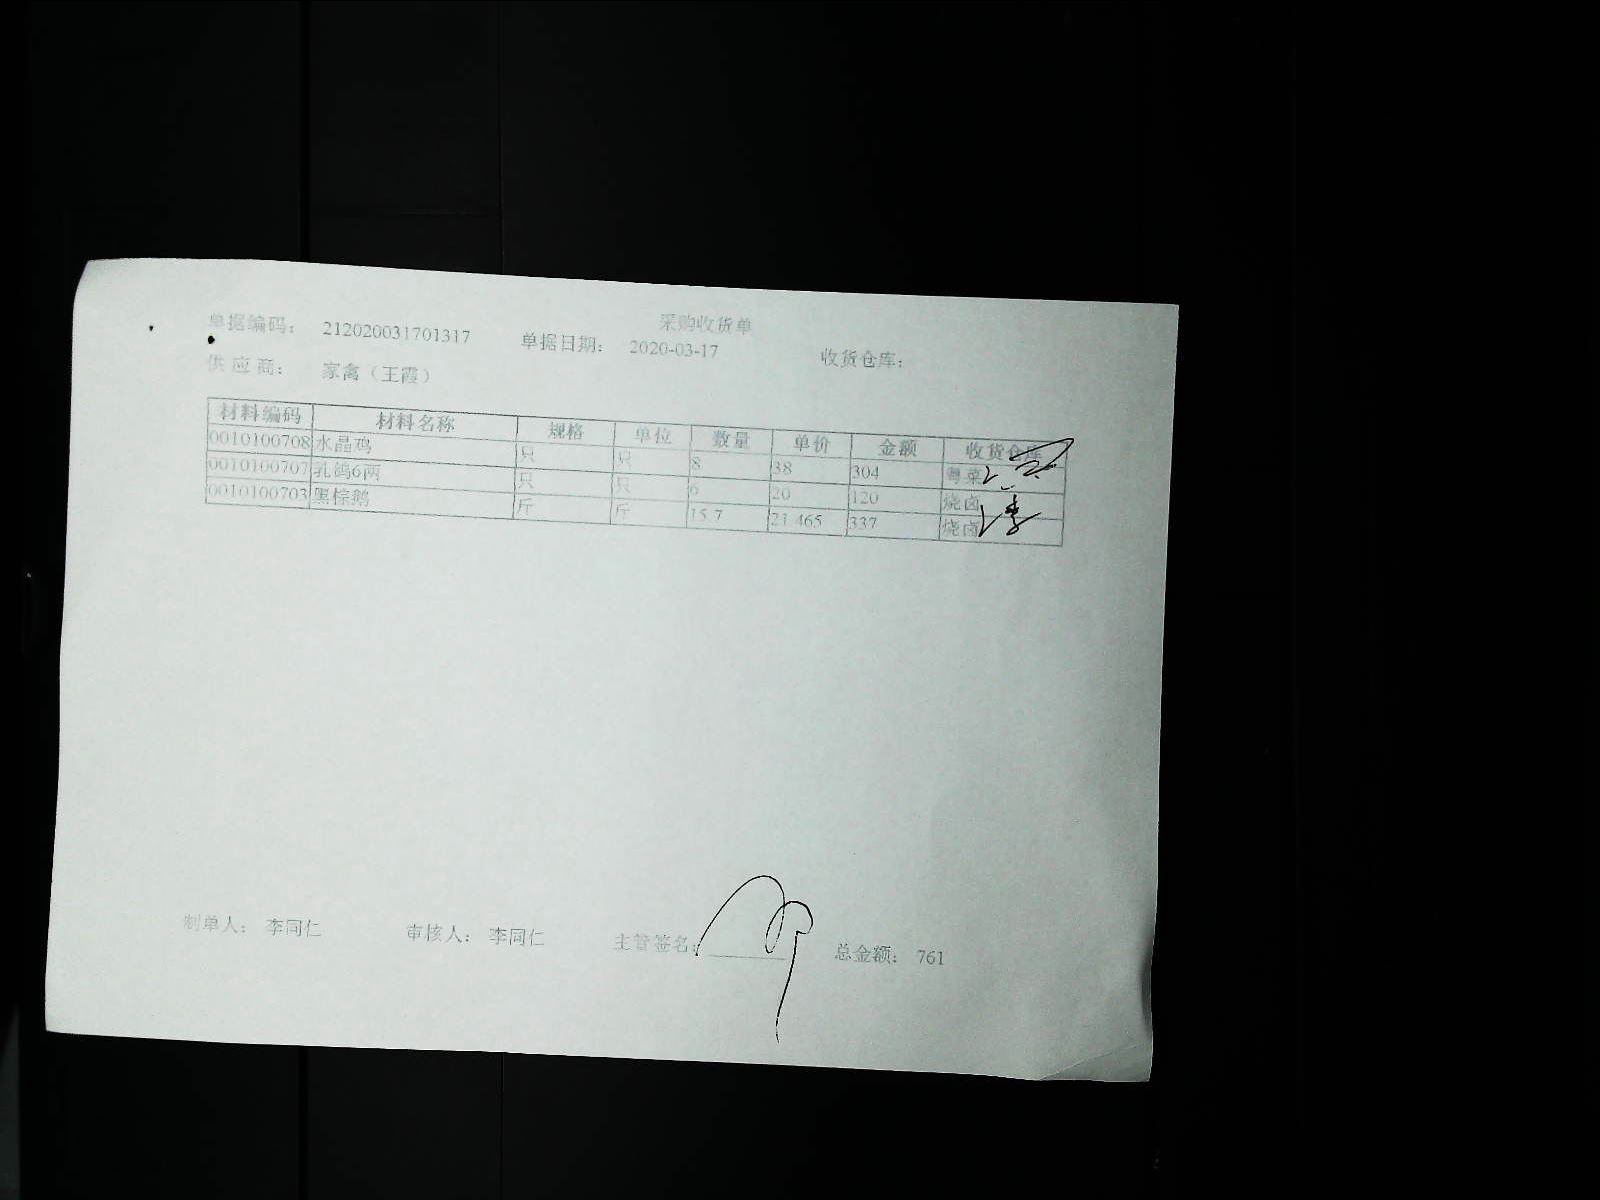 采购收货单
单据编码: 212020031701317 单据日期: 2020-03-17 收货仓库:
供应商: 家禽（王霞）
材料编码 材料名称 规格 单位 数量 单价 金额 收货仓库
0010100708 水晶鸡 只 只 8 38 304 粤菜
0010100707 乳鸽6两 只 只 6 20 120 烧卤
0010100703 黑棕鹅 斤 斤 15.7 21.465 337 烧卤
制单人: 李同仁 审核人: 李同仁 主管签名: 总金额: 761